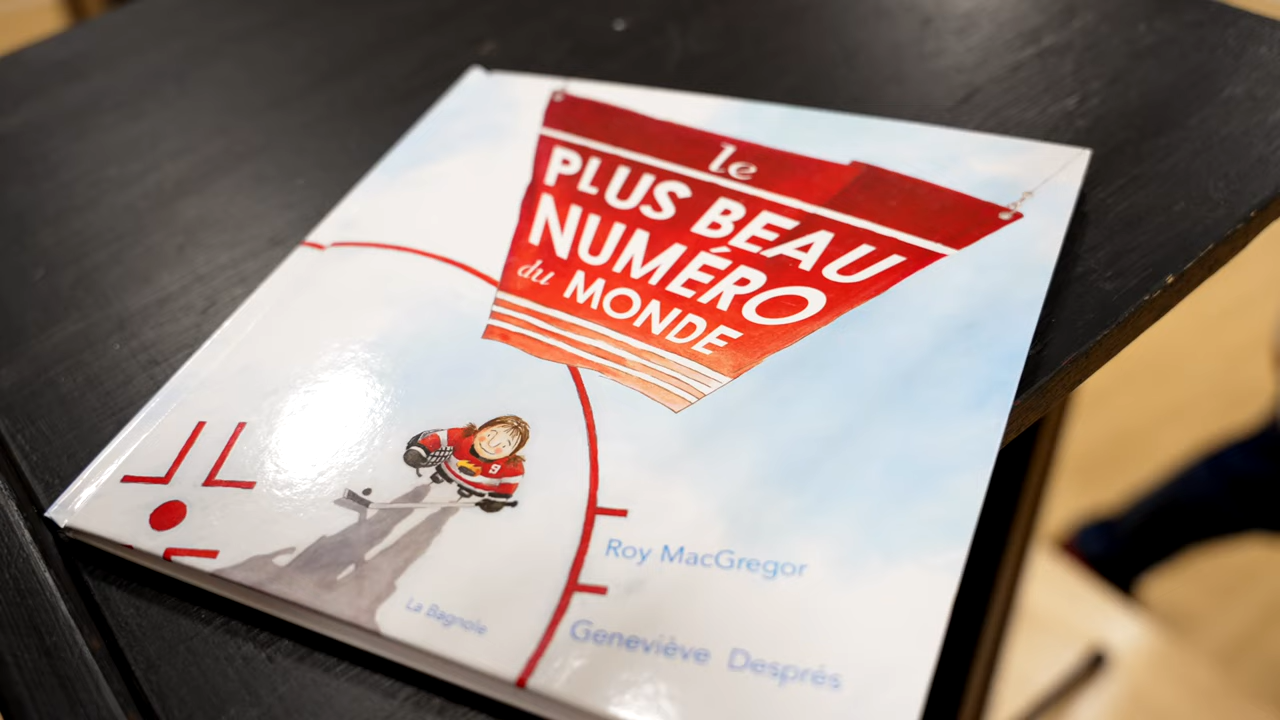 le
PLUS BEAU
NUMÉRO
du MONDE
9
Roy MacGregor
La Bagnole
Geneviève Després